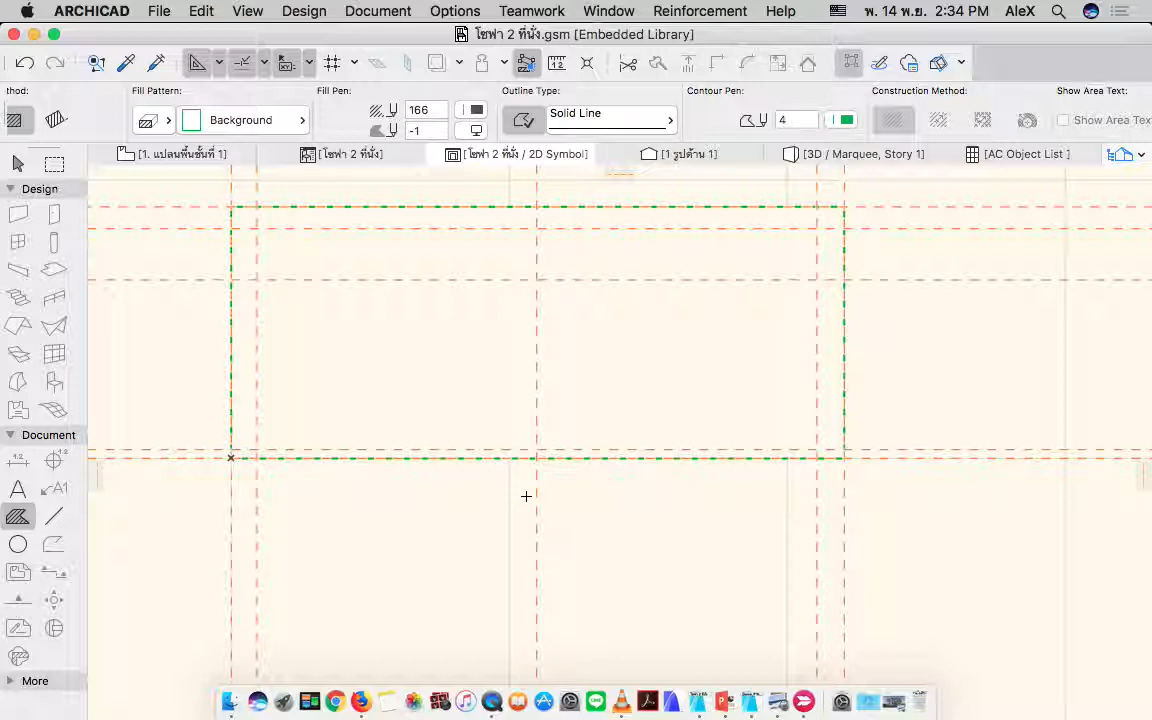 ARCHICAD File Edit View Design Document Options Teamwork Window Reinforcement Help พ. 14 พ.ย. 2:34 PM AleX
โซฟา 2 ที่นั่ง.gsm [Embedded Library]
thod: Fill Pattern: Fill Pen: Outline Type: Contour Pen: Construction Method: Show Area Text:
Background 166 Solid Line 4 Show Area Tex
-1
[1. แปลนพื้นชั้นที่ 1] [โซฟา 2 ที่นั่ง] [โซฟา 2 ที่นั่ง / 2D Symbol] [1 รูปด้าน 1] [3D / Marquee, Story 1] [AC Object List ]
Design
Document
1.2 1.2
A A1
More